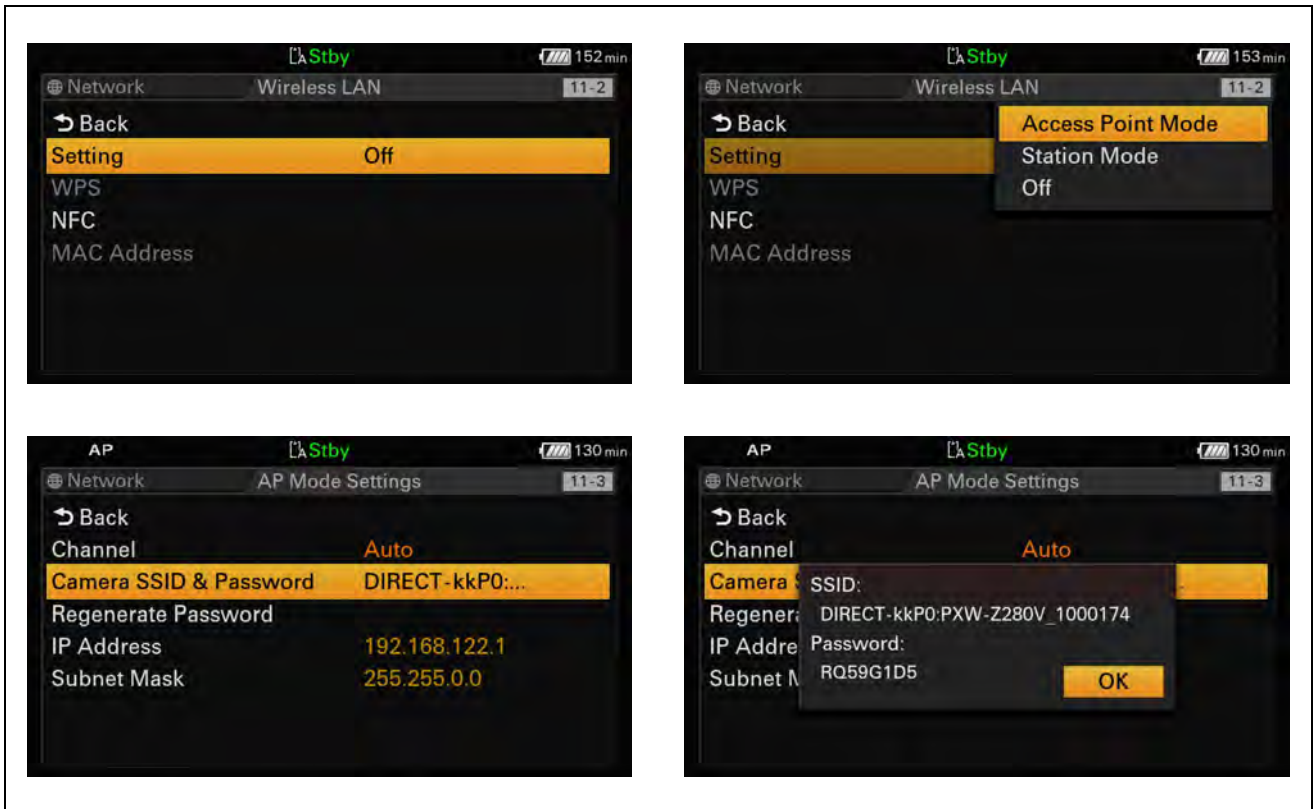 Stby 152 min
Network Wireless LAN 11-2
Back
Setting Off
WPS
NFC
MAC Address
Stby 153 min
Network Wireless LAN 11-2
Back
Access Point Mode
Setting
Station Mode
WPS
Off
NFC
MAC Address
AP Stby 130 min
Network AP Mode Settings 11-3
Back
Channel Auto
Camera SSID & Password DIRECT-kkP0:...
Regenerate Password
IP Address 192.168.122.1
Subnet Mask 255.255.0.0
AP Stby 130 min
Network AP Mode Settings 11-3
Back
Channel Auto
Camera
SSID:
DIRECT-kkP0:PXW-Z280V_1000174
Regenera
Password:
IP Addre
RQ59G1D5
Subnet M
OK